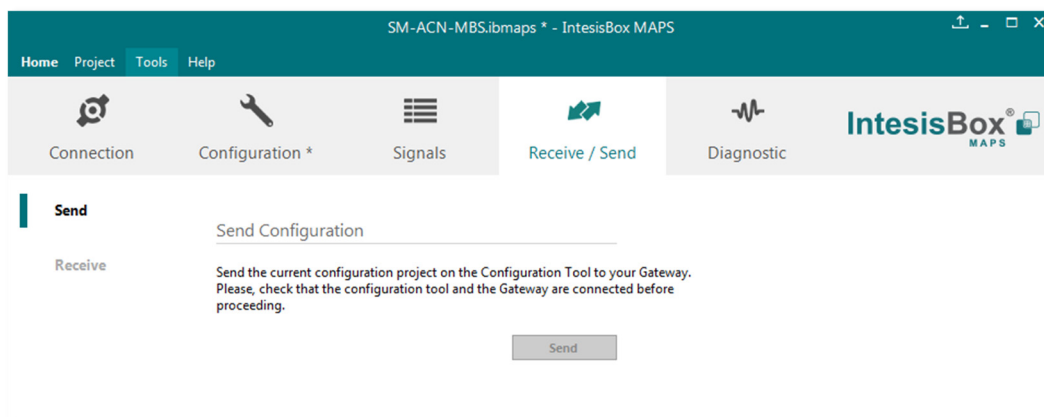 SM-ACN-MBS.ibmaps * - IntesisBox MAPS
Home Project Tools Help
Connection
Configuration *
Signals
Receive / Send
Diagnostic
IntesisBox®
MAPS
Send
Receive
Send Configuration
Send the current configuration project on the Configuration Tool to your Gateway.
Please, check that the configuration tool and the Gateway are connected before
proceeding.
Send